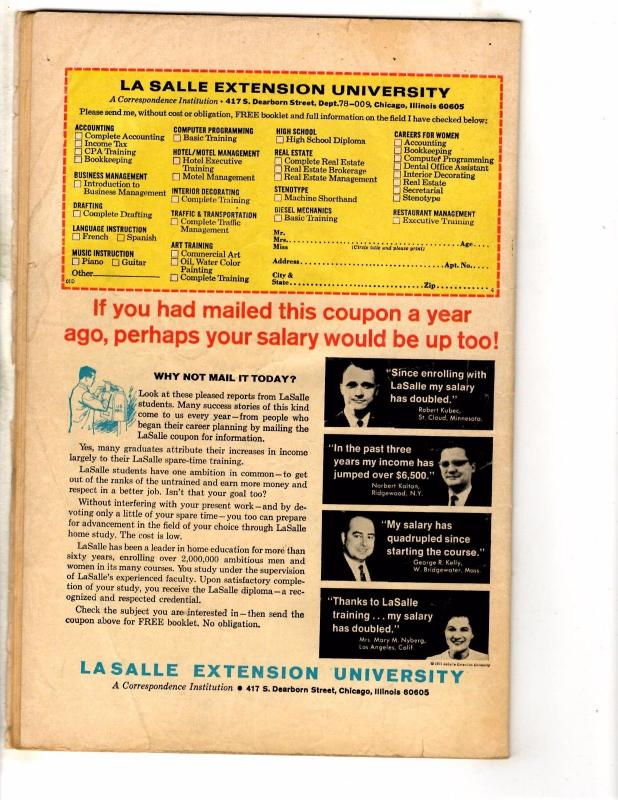 LA SALLE EXTENSION UNIVERSITY
A Correspondence Institution • 417 S. Dearborn Street, Dept. 78-009, Chicago, Illinois 60605
Please send me, without cost or obligation, FREE booklet and full information on the field I have checked below:
ACCOUNTING
Complete Accounting
Income Tax
CPA Training
Bookkeeping
BUSINESS MANAGEMENT
Introduction to
Business Management
DRAFTING
Complete Drafting
LANGUAGE INSTRUCTION
French Spanish
MUSIC INSTRUCTION
Piano Guitar
Other
010
COMPUTER PROGRAMMING
Basic Training
HOTEL/MOTEL MANAGEMENT
Hotel Executive
Training
Motel Management
INTERIOR DECORATING
Complete Training
TRAFFIC & TRANSPORTATION
Complete Traffic
Management
ART TRAINING
Commercial Art
Oil, Water Color
Painting
Complete Training
HIGH SCHOOL
High School Diploma
REAL ESTATE
Complete Real Estate
Real Estate Brokerage
Real Estate Management
STENOTYPE
Machine Shorthand
DIESEL MECHANICS
Basic Training
CAREERS FOR WOMEN
Accounting
Bookkeeping
Computer Programming
Dental Office Assistant
Interior Decorating
Real Estate
Secretarial
Stenotype
RESTAURANT MANAGEMENT
Executive Training
Mr.
Mrs. Age
Miss (Circle title and please print)
Address Apt. No.
City &
State Zip
4
If you had mailed this coupon a year
ago, perhaps your salary would be up too!
WHY NOT MAIL IT TODAY?
Look at these pleased reports from LaSalle
students. Many success stories of this kind
come to us every year—from people who
began their career planning by mailing the
LaSalle coupon for information.
Yes, many graduates attribute their increases in income
largely to their LaSalle spare-time training.
LaSalle students have one ambition in common—to get
out of the ranks of the untrained and earn more money and
respect in a better job. Isn't that your goal too?
Without interfering with your present work—and by de-
voting only a little of your spare time—you too can prepare
for advancement in the field of your choice through LaSalle
home study. The cost is low.
LaSalle has been a leader in home education for more than
sixty years, enrolling over 2,000,000 ambitious men and
women in its many courses. You study under the supervision
of LaSalle's experienced faculty. Upon satisfactory comple-
tion of your study, you receive the LaSalle diploma—a rec-
ognized and respected credential.
Check the subject you are interested in—then send the
coupon above for FREE booklet. No obligation.
"Since enrolling with
LaSalle my salary
has doubled."
Robert Kubec,
St. Cloud, Minnesota.
"In the past three
years my income has
jumped over $6,500."
Norbert Kaiton,
Ridgewood, N.Y.
"My salary has
quadrupled since
starting the course."
George R. Kelly,
W. Bridgewater, Mass.
"Thanks to LaSalle
training . . . my salary
has doubled."
Mrs. Mary M. Nyberg,
Los Angeles, Calif.
© 1971 LaSalle Extension University
LA SALLE EXTENSION UNIVERSITY
A Correspondence Institution • 417 S. Dearborn Street, Chicago, Illinois 60605